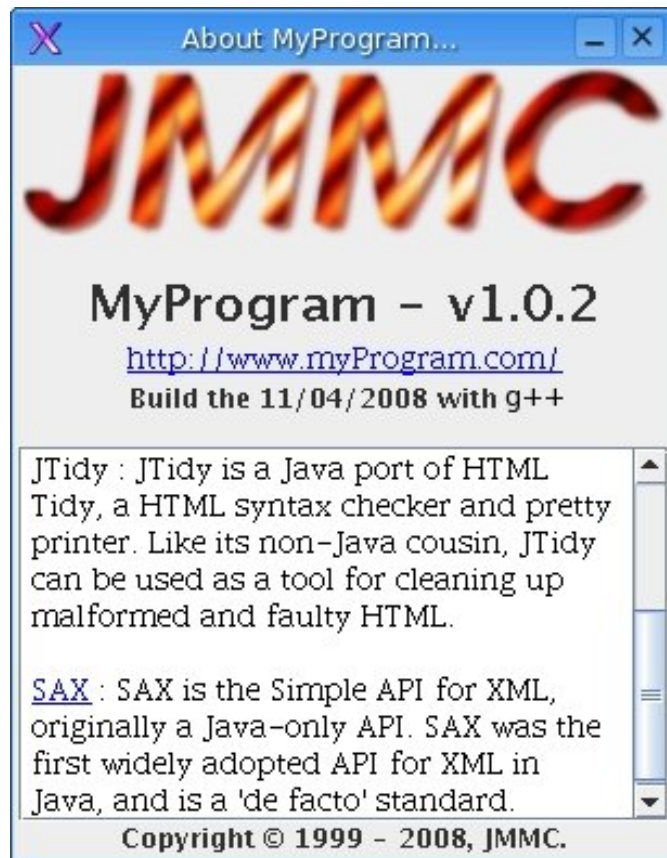 About MyProgram...
JMMC
MyProgram - v1.0.2
http://www.myProgram.com/
Build the 11/04/2008 with g++
JTidy : JTidy is a Java port of HTML
Tidy, a HTML syntax checker and pretty
printer. Like its non-Java cousin, JTidy
can be used as a tool for cleaning up
malformed and faulty HTML.
SAX : SAX is the Simple API for XML,
originally a Java-only API. SAX was the
first widely adopted API for XML in
Java, and is a 'de facto' standard.
Copyright © 1999 - 2008, JMMC.